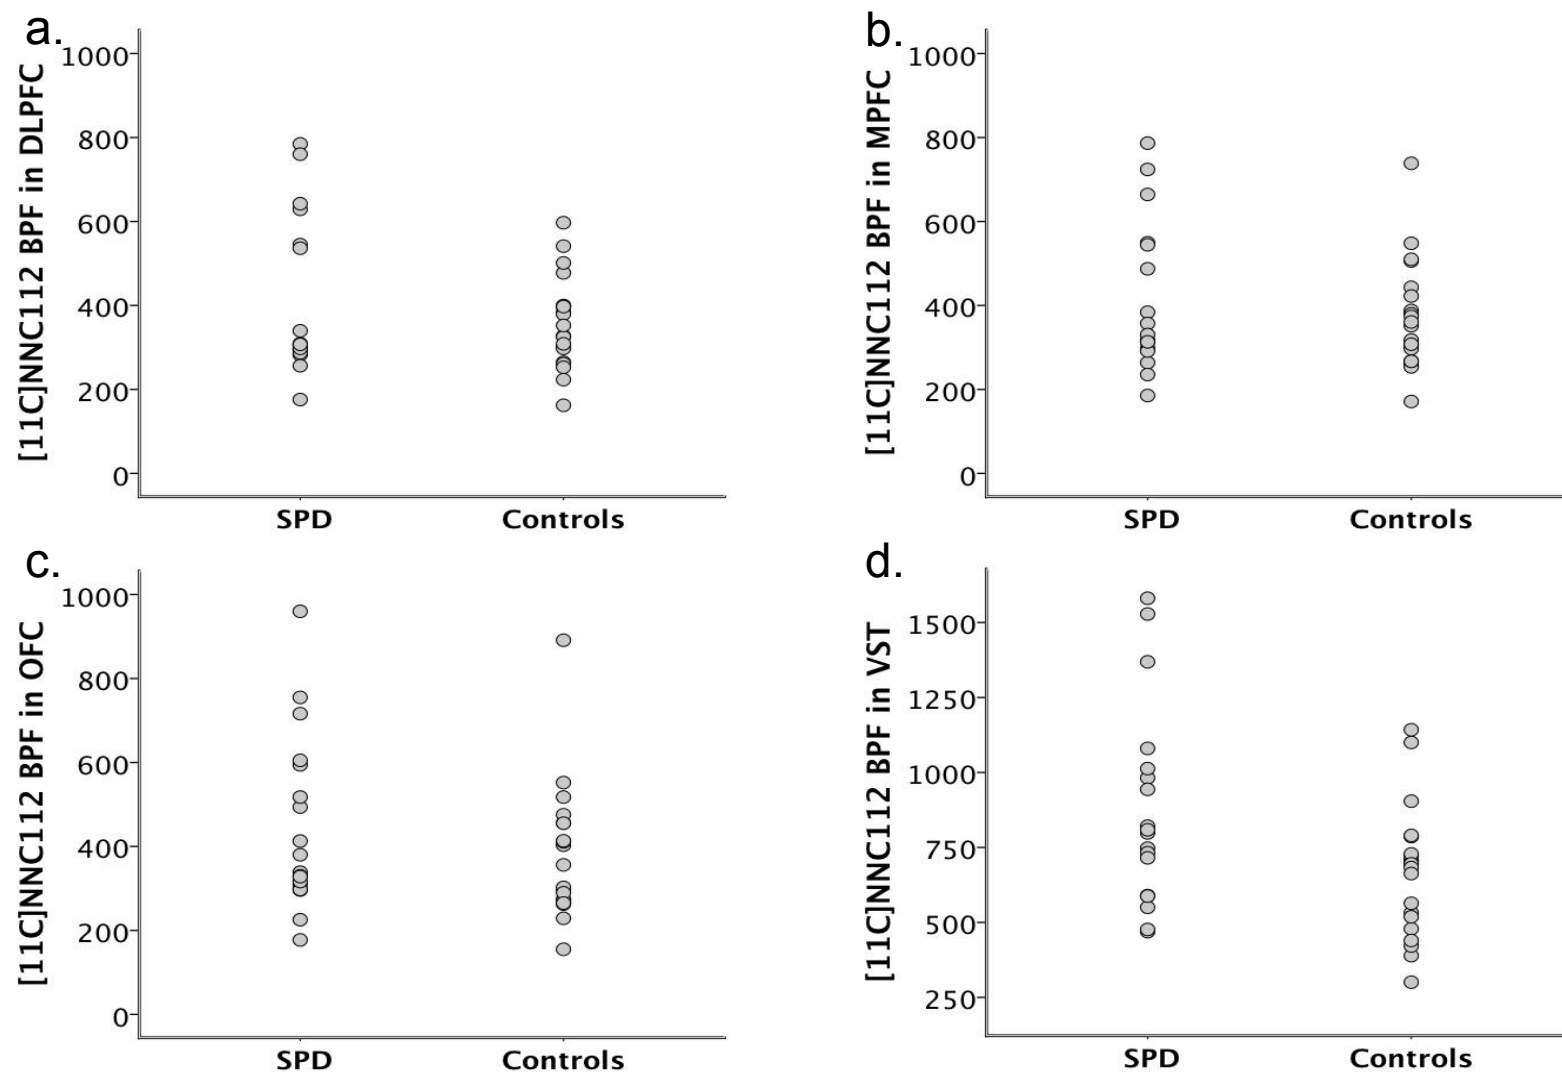 a.
[11C]NNC112 BPF in DLPFC
1000
800
600
400
200
0
SPD Controls
b.
[11C]NNC112 BPF in MPFC
1000
800
600
400
200
0
SPD Controls
c.
[11C]NNC112 BPF in OFC
1000
800
600
400
200
0
SPD Controls
d.
[11C]NNC112 BPF in VST
1500
1250
1000
750
500
250
SPD Controls